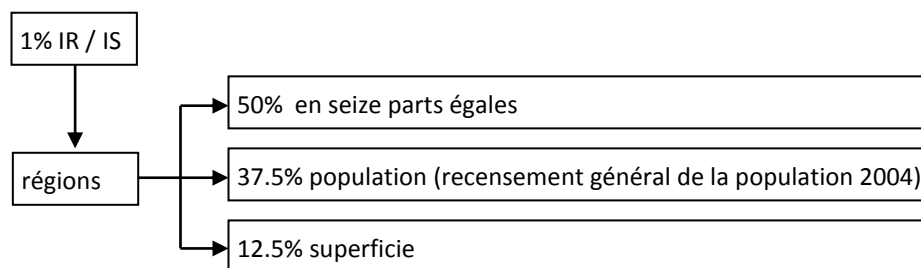 1% IR / IS
50% en seize parts égales
régions
37.5% population (recensement général de la population 2004)
12.5% superficie